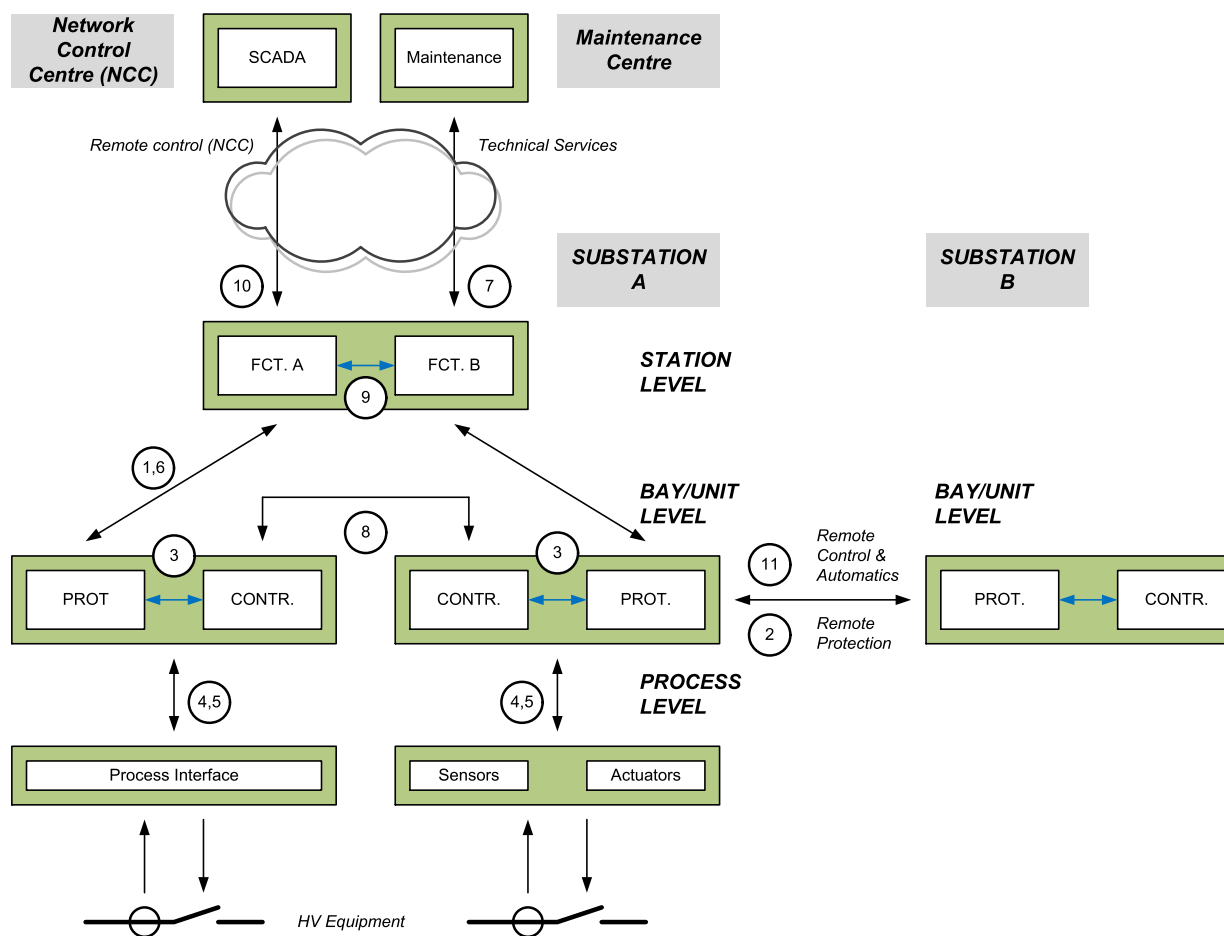 Network
Control
Centre (NCC)
SCADA
Maintenance
Maintenance
Centre
Remote control (NCC)
Technical Services
SUBSTATION
A
SUBSTATION
B
10
7
FCT. A
FCT. B
STATION
LEVEL
9
1,6
BAY/UNIT
LEVEL
BAY/UNIT
LEVEL
8
3
3
11
Remote
Control &
Automatics
PROT
CONTR.
CONTR.
PROT.
PROT.
CONTR.
2
Remote
Protection
PROCESS
LEVEL
4,5
4,5
Process Interface
Sensors
Actuators
HV Equipment